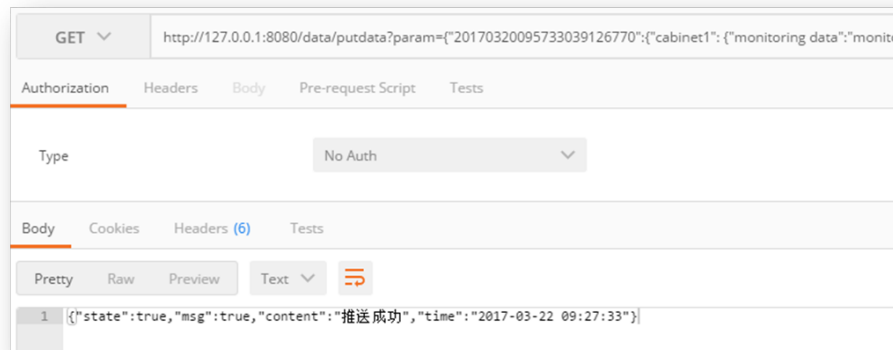 GET http://127.0.0.1:8080/data/putdata?param={"20170320095733039126770":{"cabinet1": {"monitoring data":"monito
Authorization Headers Body Pre-request Script Tests
Type No Auth
Body Cookies Headers (6) Tests
Pretty Raw Preview Text
1 {"state":true,"msg":true,"content":"推送成功","time":"2017-03-22 09:27:33"}